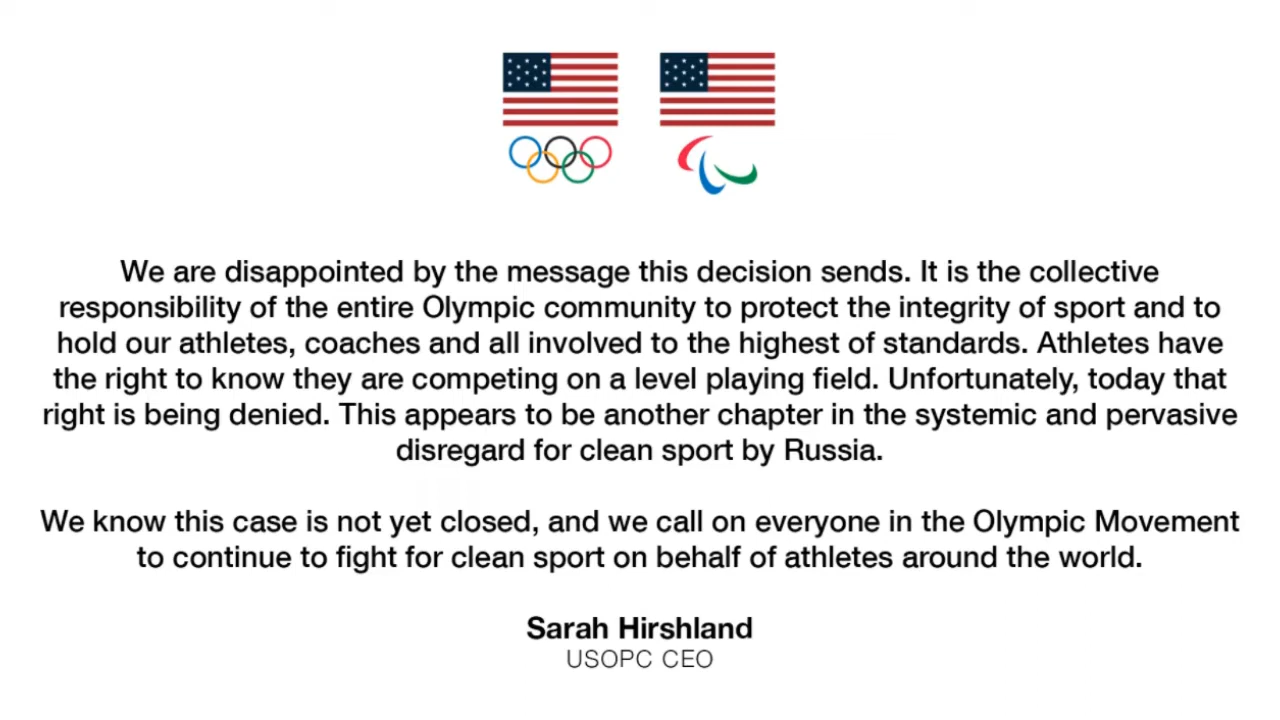 We are disappointed by the message this decision sends. It is the collective
responsibility of the entire Olympic community to protect the integrity of sport and to
hold our athletes, coaches and all involved to the highest of standards. Athletes have
the right to know they are competing on a level playing field. Unfortunately, today that
right is being denied. This appears to be another chapter in the systemic and pervasive
disregard for clean sport by Russia.
We know this case is not yet closed, and we call on everyone in the Olympic Movement
to continue to fight for clean sport on behalf of athletes around the world.
Sarah Hirshland
USOPC CEO